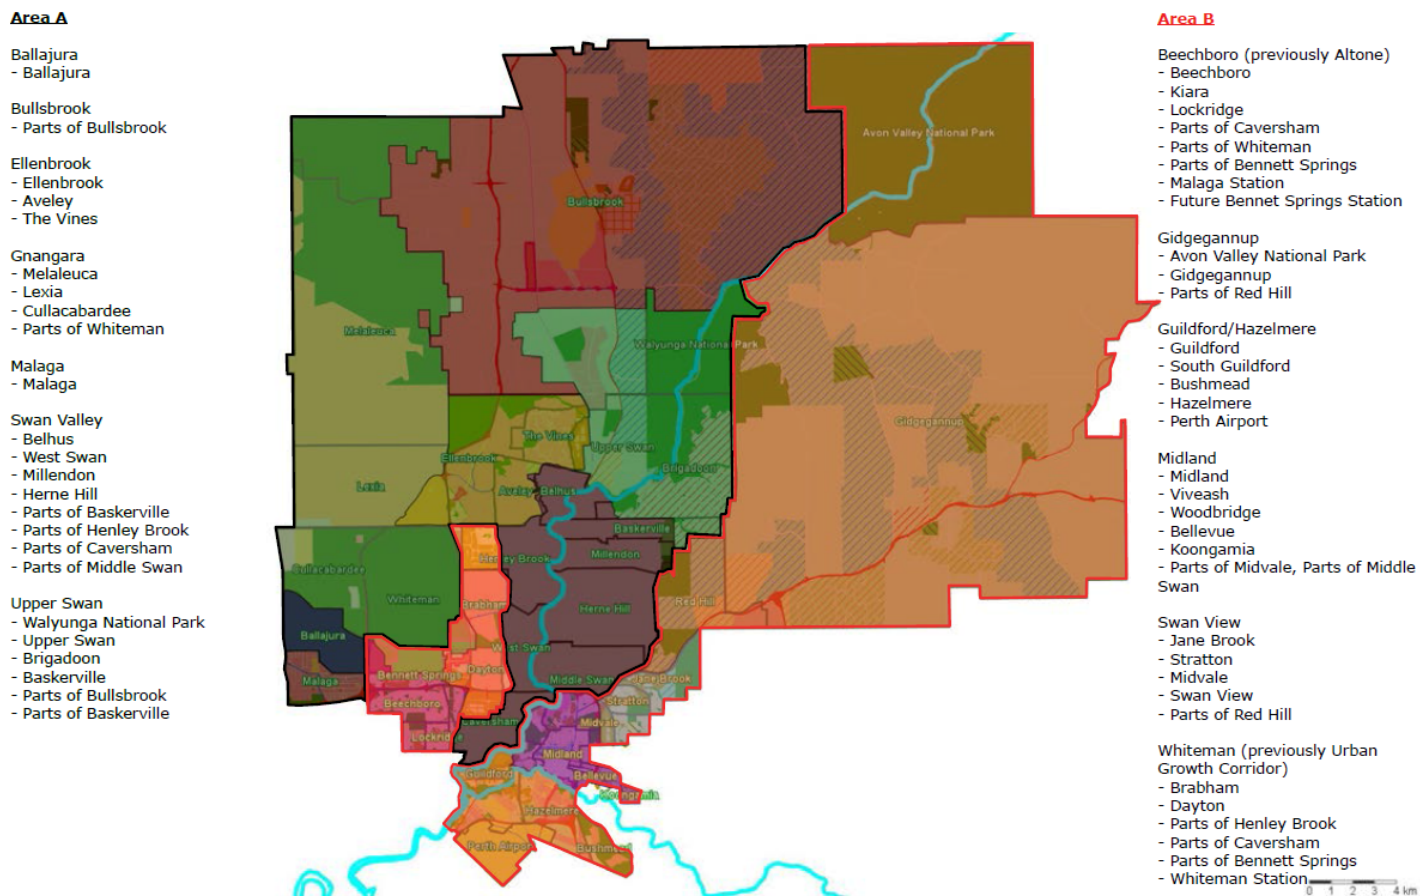 Area A
Ballajura
- Ballajura
Bullsbrook
- Parts of Bullsbrook
Ellenbrook
- Ellenbrook
- Aveley
- The Vines
Gnangara
- Melaleuca
- Lexia
- Cullacabardee
- Parts of Whiteman
Malaga
- Malaga
Swan Valley
- Belhus
- West Swan
- Millendon
- Herne Hill
- Parts of Baskerville
- Parts of Henley Brook
- Parts of Caversham
- Parts of Middle Swan
Upper Swan
- Walyunga National Park
- Upper Swan
- Brigadoon
- Baskerville
- Parts of Bullsbrook
- Parts of Baskerville
Avon Valley National Park
Bullsbrook
Melaleuca
Walyunga National Park
The Vines
Upper Swan
Gidgegannup
Ellenbrook
Brigadoon
Lexia
Aveley
Belhus
Baskerville
Henley Brook
Millendon
Cullacabardee
Whiteman
Brabham
Herne Hill
Red Hill
Ballajura
West Swan
Bennett Springs
Dayton
Malaga
Middle Swan
Jane Brook
Beechboro
Stratton
Caversham
Midvale
Lockridge
Midland
Guildford
Bellevue
Koongamia
Hazelmere
Perth Airport
Bushmead
Area B
Beechboro (previously Altone)
- Beechboro
- Kiara
- Lockridge
- Parts of Caversham
- Parts of Whiteman
- Parts of Bennett Springs
- Malaga Station
- Future Bennet Springs Station
Gidgegannup
- Avon Valley National Park
- Gidgegannup
- Parts of Red Hill
Guildford/Hazelmere
- Guildford
- South Guildford
- Bushmead
- Hazelmere
- Perth Airport
Midland
- Midland
- Viveash
- Woodbridge
- Bellevue
- Koongamia
- Parts of Midvale, Parts of Middle
Swan
Swan View
- Jane Brook
- Stratton
- Midvale
- Swan View
- Parts of Red Hill
Whiteman (previously Urban
Growth Corridor)
- Brabham
- Dayton
- Parts of Henley Brook
- Parts of Caversham
- Parts of Bennett Springs
- Whiteman Station
0 1 2 3 4 km